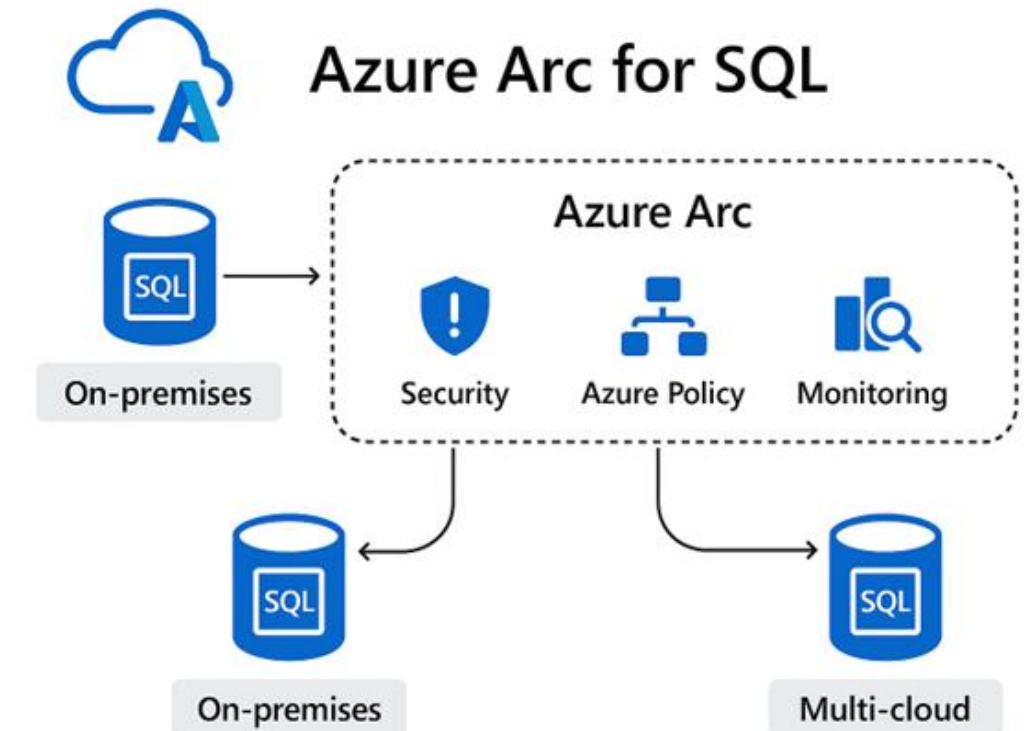 Azure Arc for SQL
Azure Arc
SQL
Security
Azure Policy
Monitoring
On-premises
SQL
SQL
On-premises
Multi-cloud